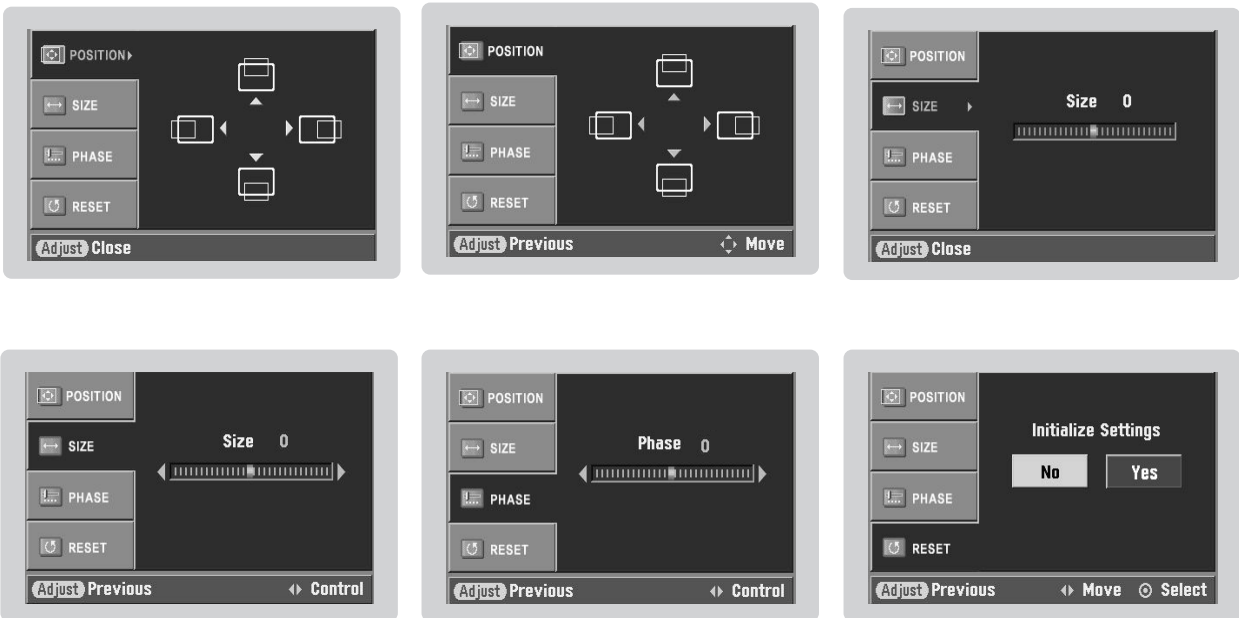 POSITION
SIZE
PHASE
RESET
Adjust Close
POSITION
SIZE
PHASE
RESET
Adjust Previous Move
POSITION
SIZE
Size 0
PHASE
RESET
Adjust Close
POSITION
SIZE
Size 0
PHASE
RESET
Adjust Previous Control
POSITION
SIZE
Phase 0
PHASE
RESET
Adjust Previous Control
POSITION
SIZE
Initialize Settings
No Yes
PHASE
RESET
Adjust Previous Move Select